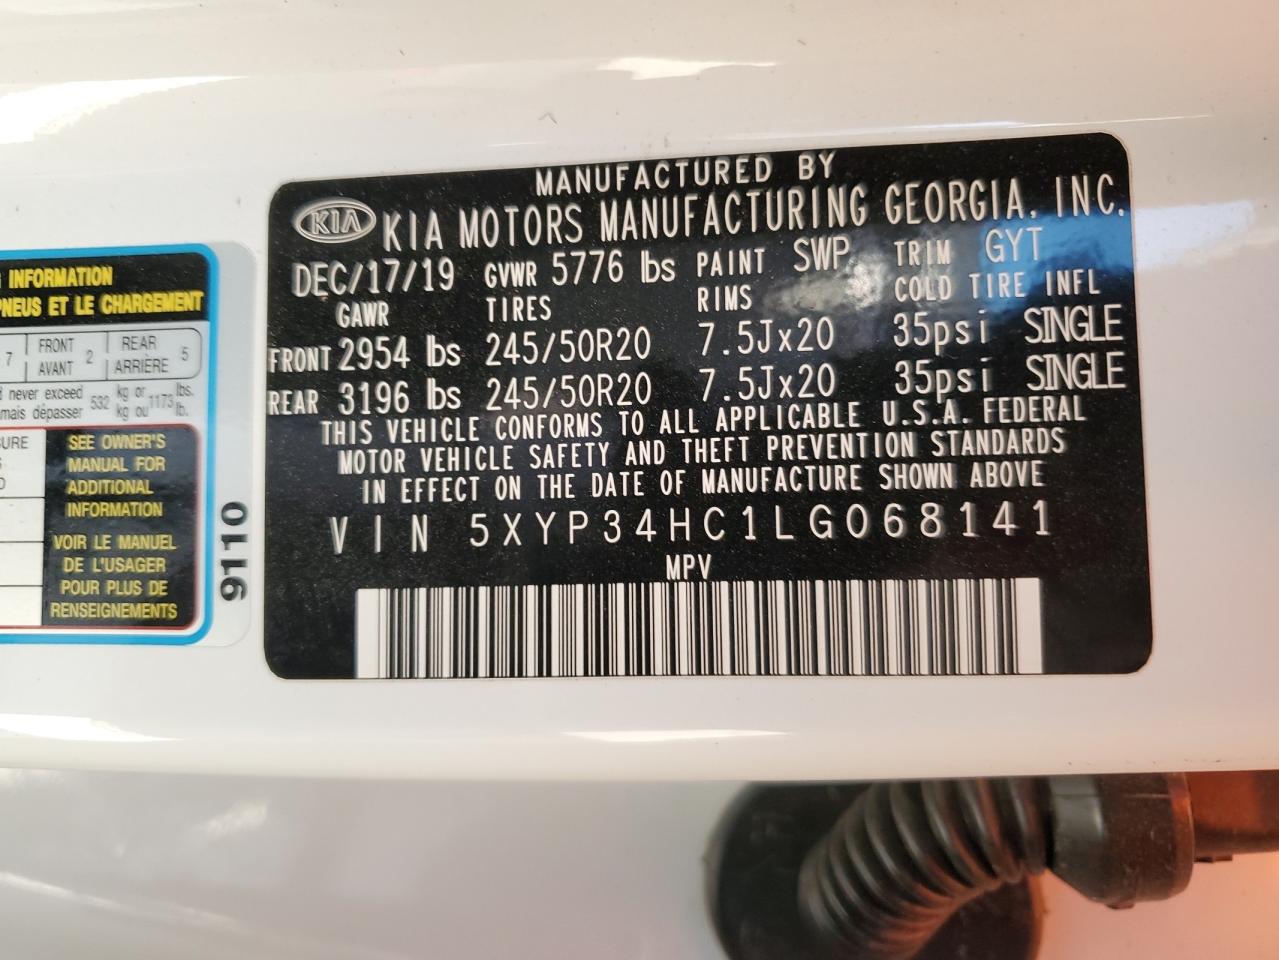 MANUFACTURED BY
KIA KIA MOTORS MANUFACTURING GEORGIA, INC.
DEC/17/19 GVWR 5776 lbs PAINT SWP TRIM GYT
GAWR TIRES RIMS COLD TIRE INFL
FRONT 2954 lbs 245/50R20 7.5Jx20 35psi SINGLE
REAR 3196 lbs 245/50R20 7.5Jx20 35psi SINGLE
THIS VEHICLE CONFORMS TO ALL APPLICABLE U.S.A. FEDERAL
MOTOR VEHICLE SAFETY AND THEFT PREVENTION STANDARDS
IN EFFECT ON THE DATE OF MANUFACTURE SHOWN ABOVE
VIN 5XYP34HC1LG068141
MPV
INFORMATION
PNEUS ET LE CHARGEMENT
7 FRONT 2 REAR 5
AVANT ARRIÈRE
never exceed 532 kg or 1173 lbs.
dépasser kg ou lb.
SEE OWNER'S
MANUAL FOR
ADDITIONAL
INFORMATION
VOIR LE MANUEL
DE L'USAGER
POUR PLUS DE
RENSEIGNEMENTS
9110